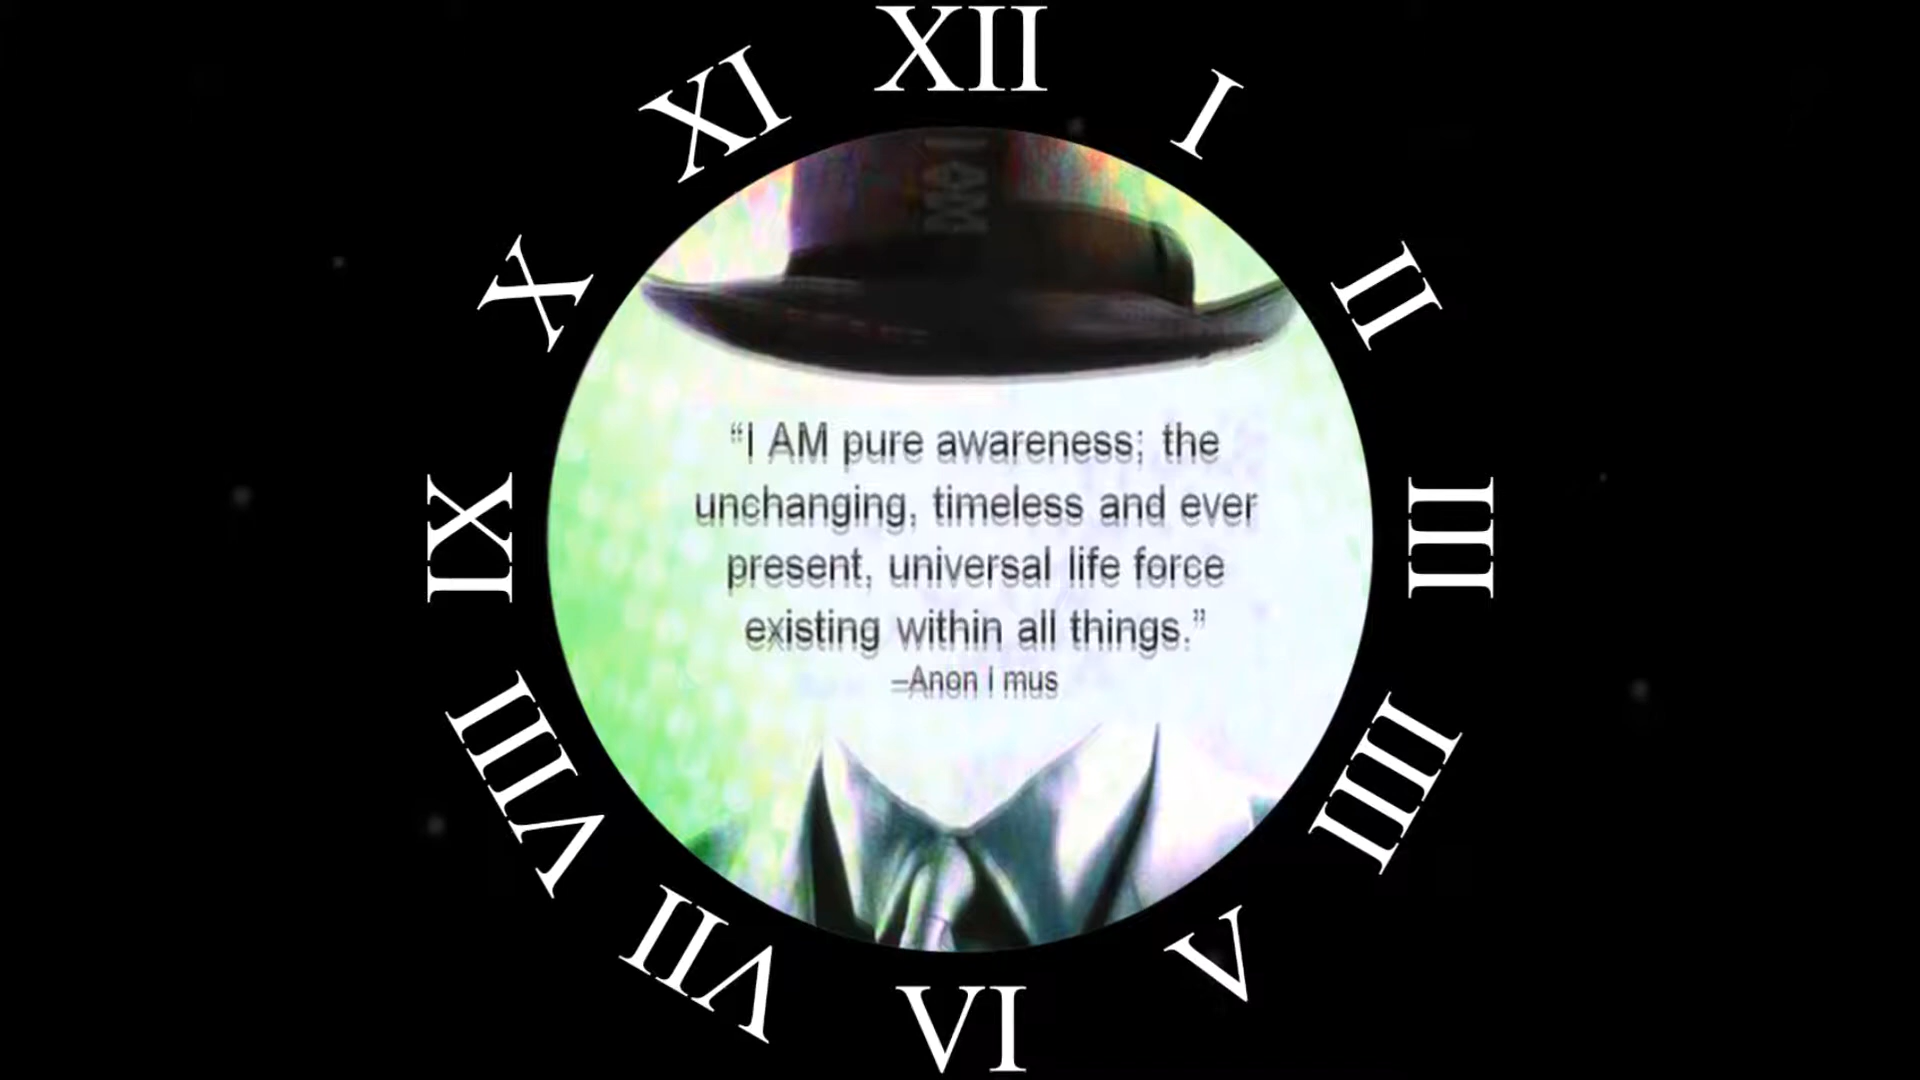 XII
XI
I
X
II
IX
III
VIII
IIII
VII
V
VI
I AM
“I AM pure awareness; the
unchanging, timeless and ever
present, universal life force
existing within all things.”
–Anon I mus